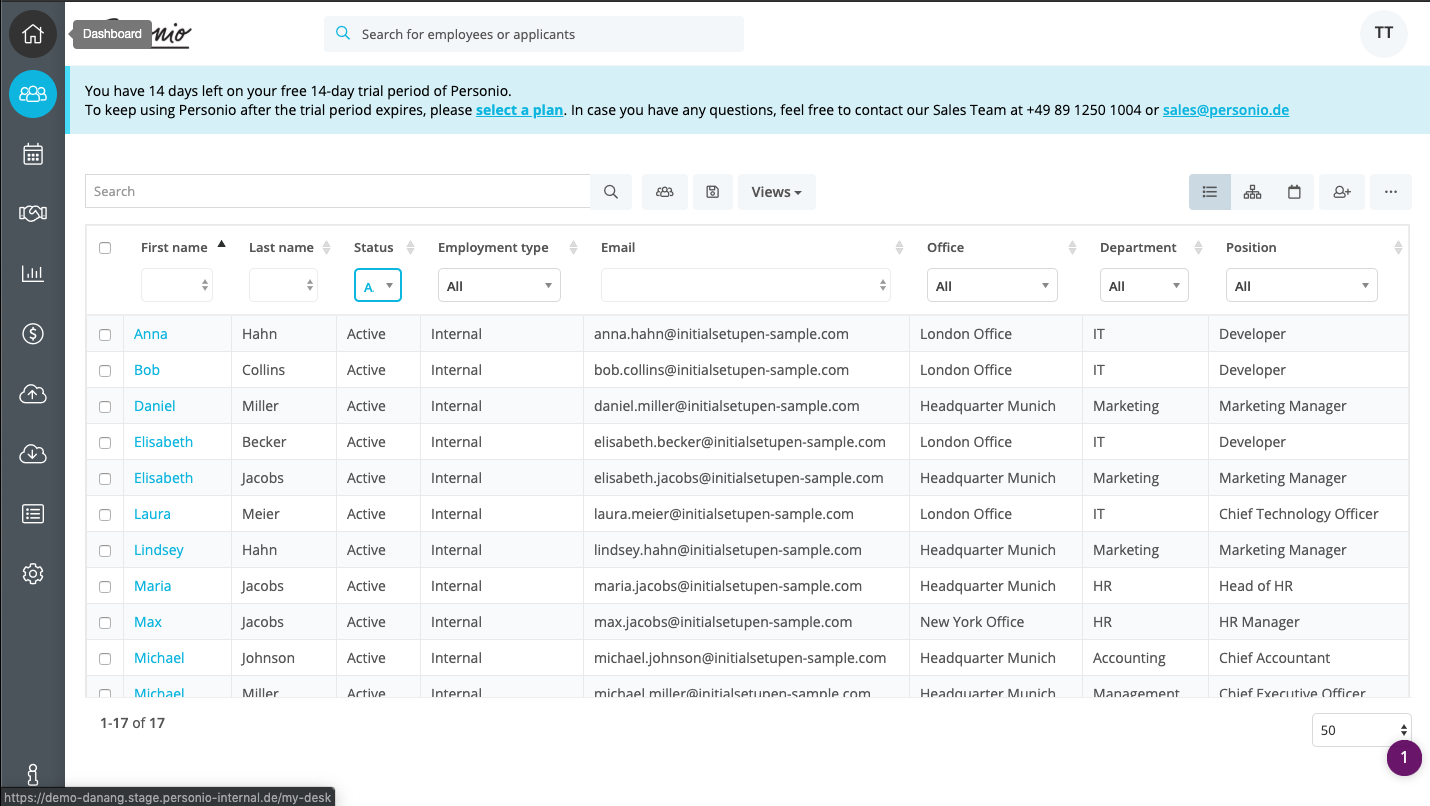 Dashboard
nio
Search for employees or applicants
TT
You have 14 days left on your free 14-day trial period of Personio.
To keep using Personio after the trial period expires, please select a plan. In case you have any questions, feel free to contact our Sales Team at +49 89 1250 1004 or sales@personio.de
Search
Views
First name Last name Status Employment type Email Office Department Position
A. All All All All
Anna Hahn Active Internal anna.hahn@initialsetupen-sample.com London Office IT Developer
Bob Collins Active Internal bob.collins@initialsetupen-sample.com London Office IT Developer
Daniel Miller Active Internal daniel.miller@initialsetupen-sample.com Headquarter Munich Marketing Marketing Manager
Elisabeth Becker Active Internal elisabeth.becker@initialsetupen-sample.com London Office IT Developer
Elisabeth Jacobs Active Internal elisabeth.jacobs@initialsetupen-sample.com Headquarter Munich Marketing Marketing Manager
Laura Meier Active Internal laura.meier@initialsetupen-sample.com London Office IT Chief Technology Officer
Lindsey Hahn Active Internal lindsey.hahn@initialsetupen-sample.com Headquarter Munich Marketing Marketing Manager
Maria Jacobs Active Internal maria.jacobs@initialsetupen-sample.com Headquarter Munich HR Head of HR
Max Jacobs Active Internal max.jacobs@initialsetupen-sample.com New York Office HR HR Manager
Michael Johnson Active Internal michael.johnson@initialsetupen-sample.com Headquarter Munich Accounting Chief Accountant
Michael Miller Active Internal michael.miller@initialsetupen-sample.com Headquarter Munich Management Chief Executive Officer
1-17 of 17
50
1
https://demo-danang.stage.personio-internal.de/my-desk